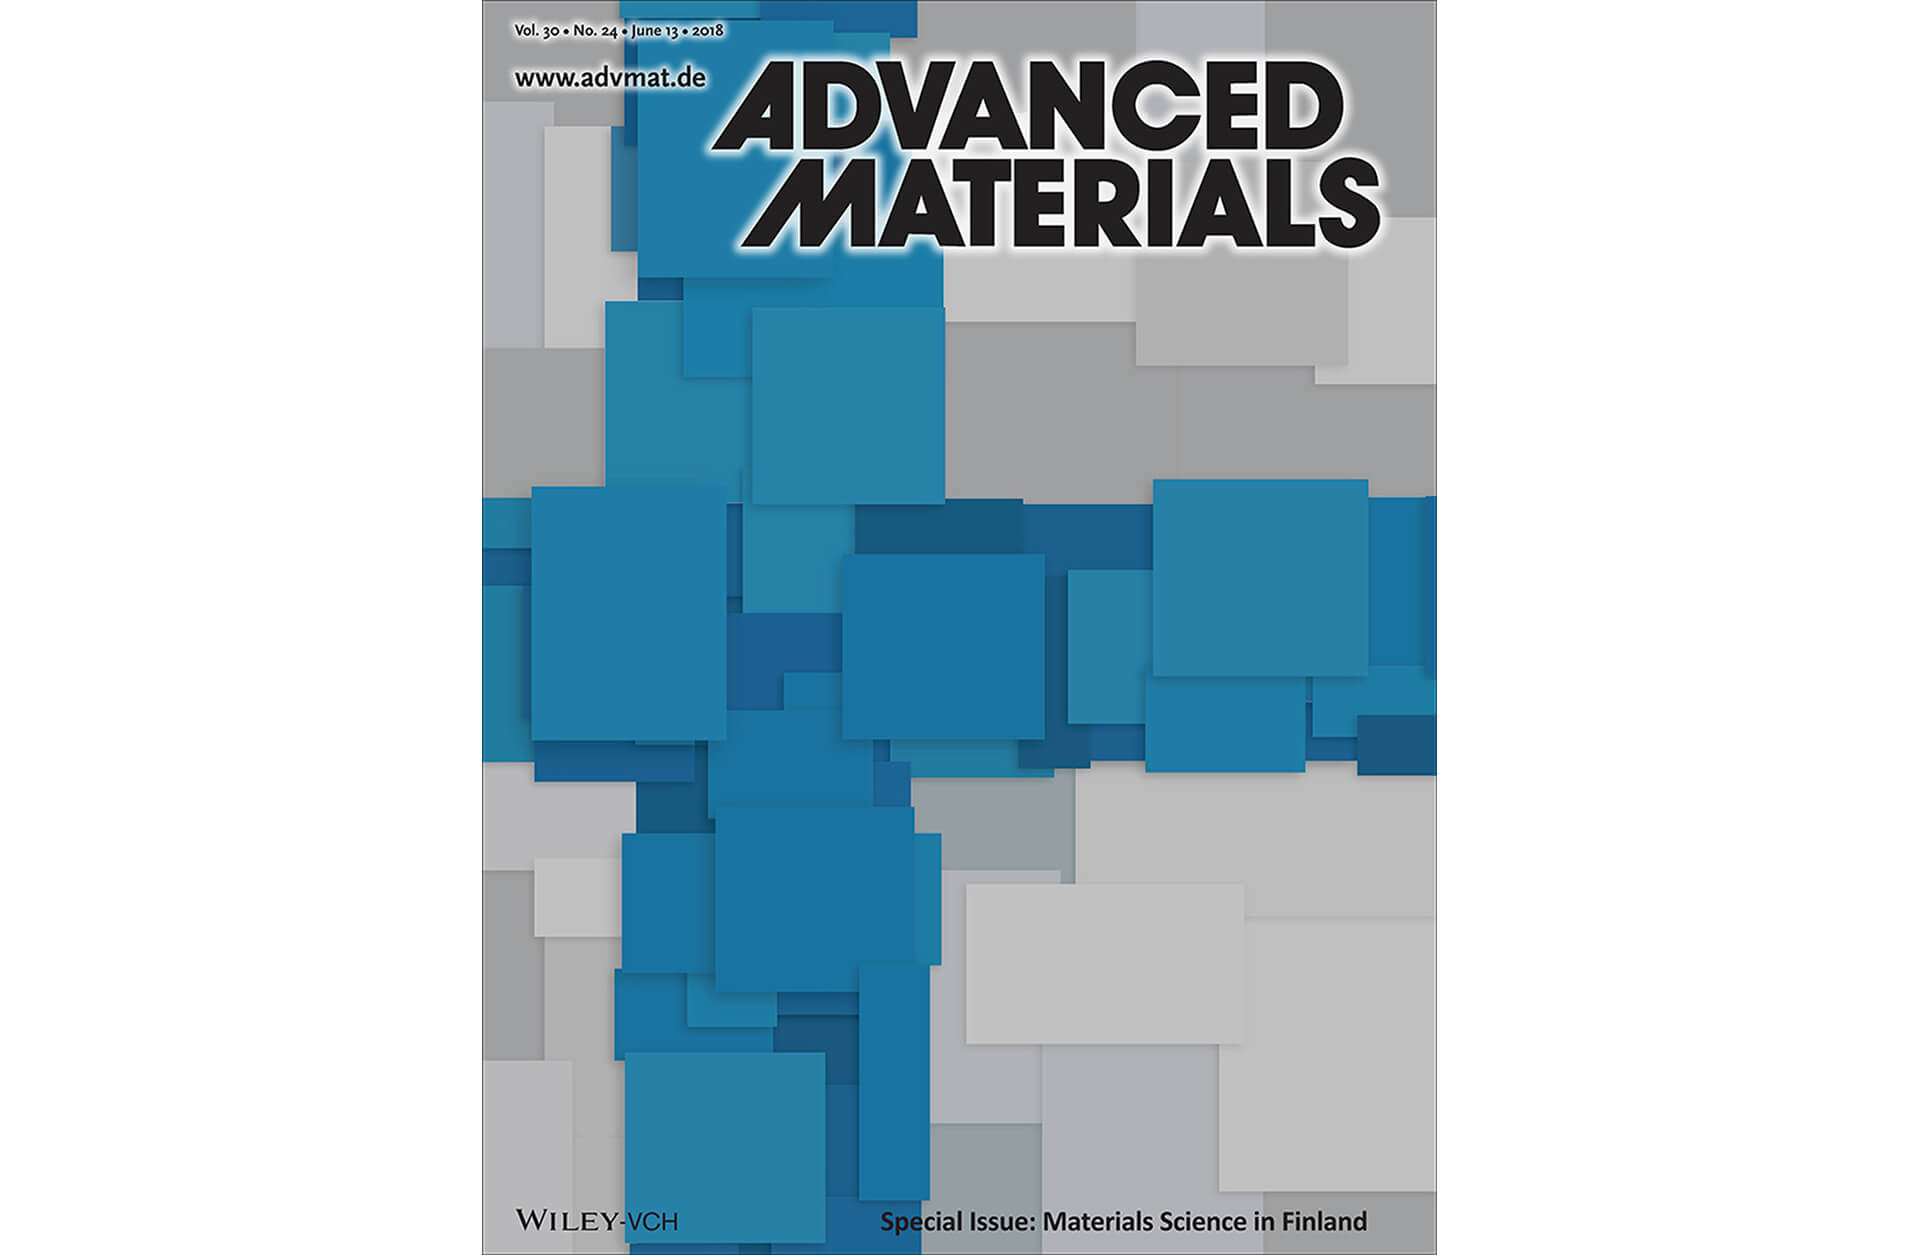 Vol. 30 • No. 24 • June 13 • 2018
www.advmat.de
ADVANCED
MATERIALS
WILEY-VCH
Special Issue: Materials Science in Finland